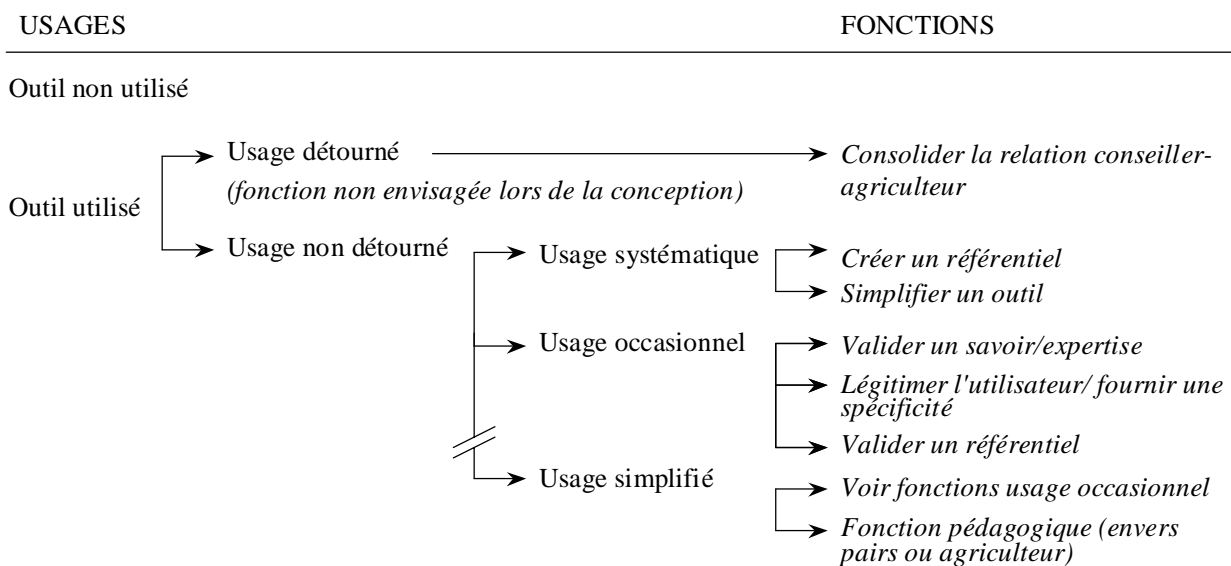 USAGES FONCTIONS
Outil non utilisé
Usage détourné
(fonction non envisagée lors de la conception)
Consolider la relation conseiller-
agriculteur
Outil utilisé
Usage non détourné
Usage systématique
Créer un référentiel
Simplifier un outil
Usage occasionnel
Valider un savoir/expertise
Légitimer l'utilisateur/ fournir une
spécificité
Valider un référentiel
Usage simplifié
Voir fonctions usage occasionnel
Fonction pédagogique (envers
pairs ou agriculteur)